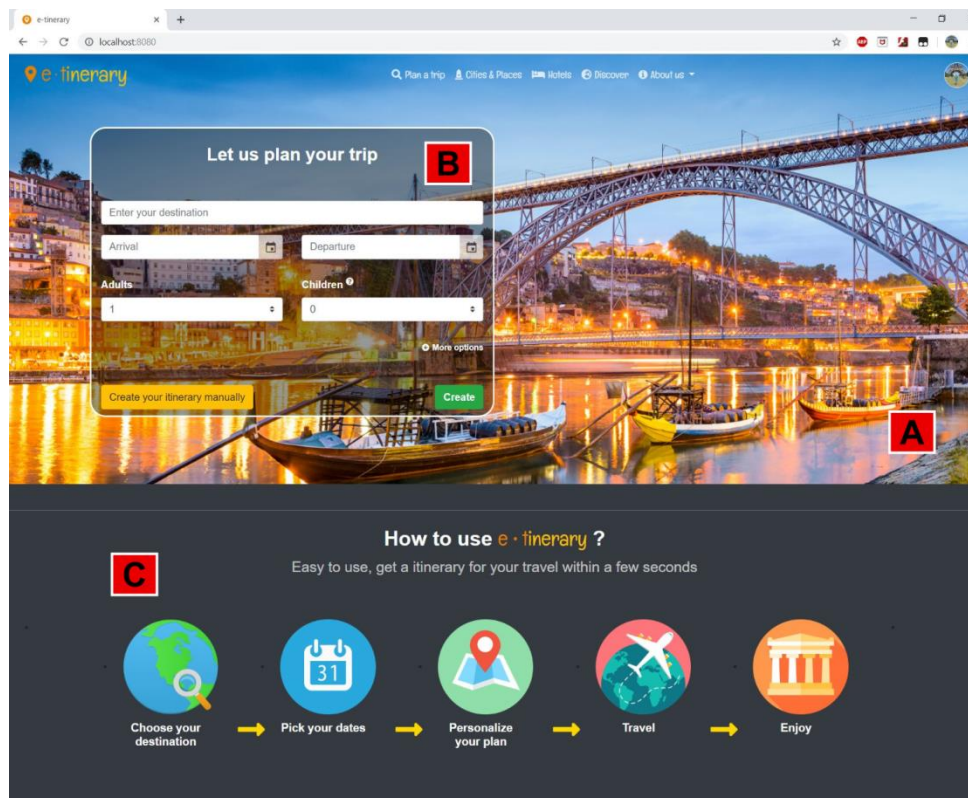 e-tinerary
localhost:8080
e·tinerary
Plan a trip Cities & Places Hotels Discover About us
Let us plan your trip
B
Enter your destination
Arrival Departure
Adults Children
1 0
More options
Create your itinerary manually Create
A
How to use e·tinerary ?
C
Easy to use, get a itinerary for your travel within a few seconds
31
Choose your
destination
Pick your dates
Personalize
your plan
Travel
Enjoy